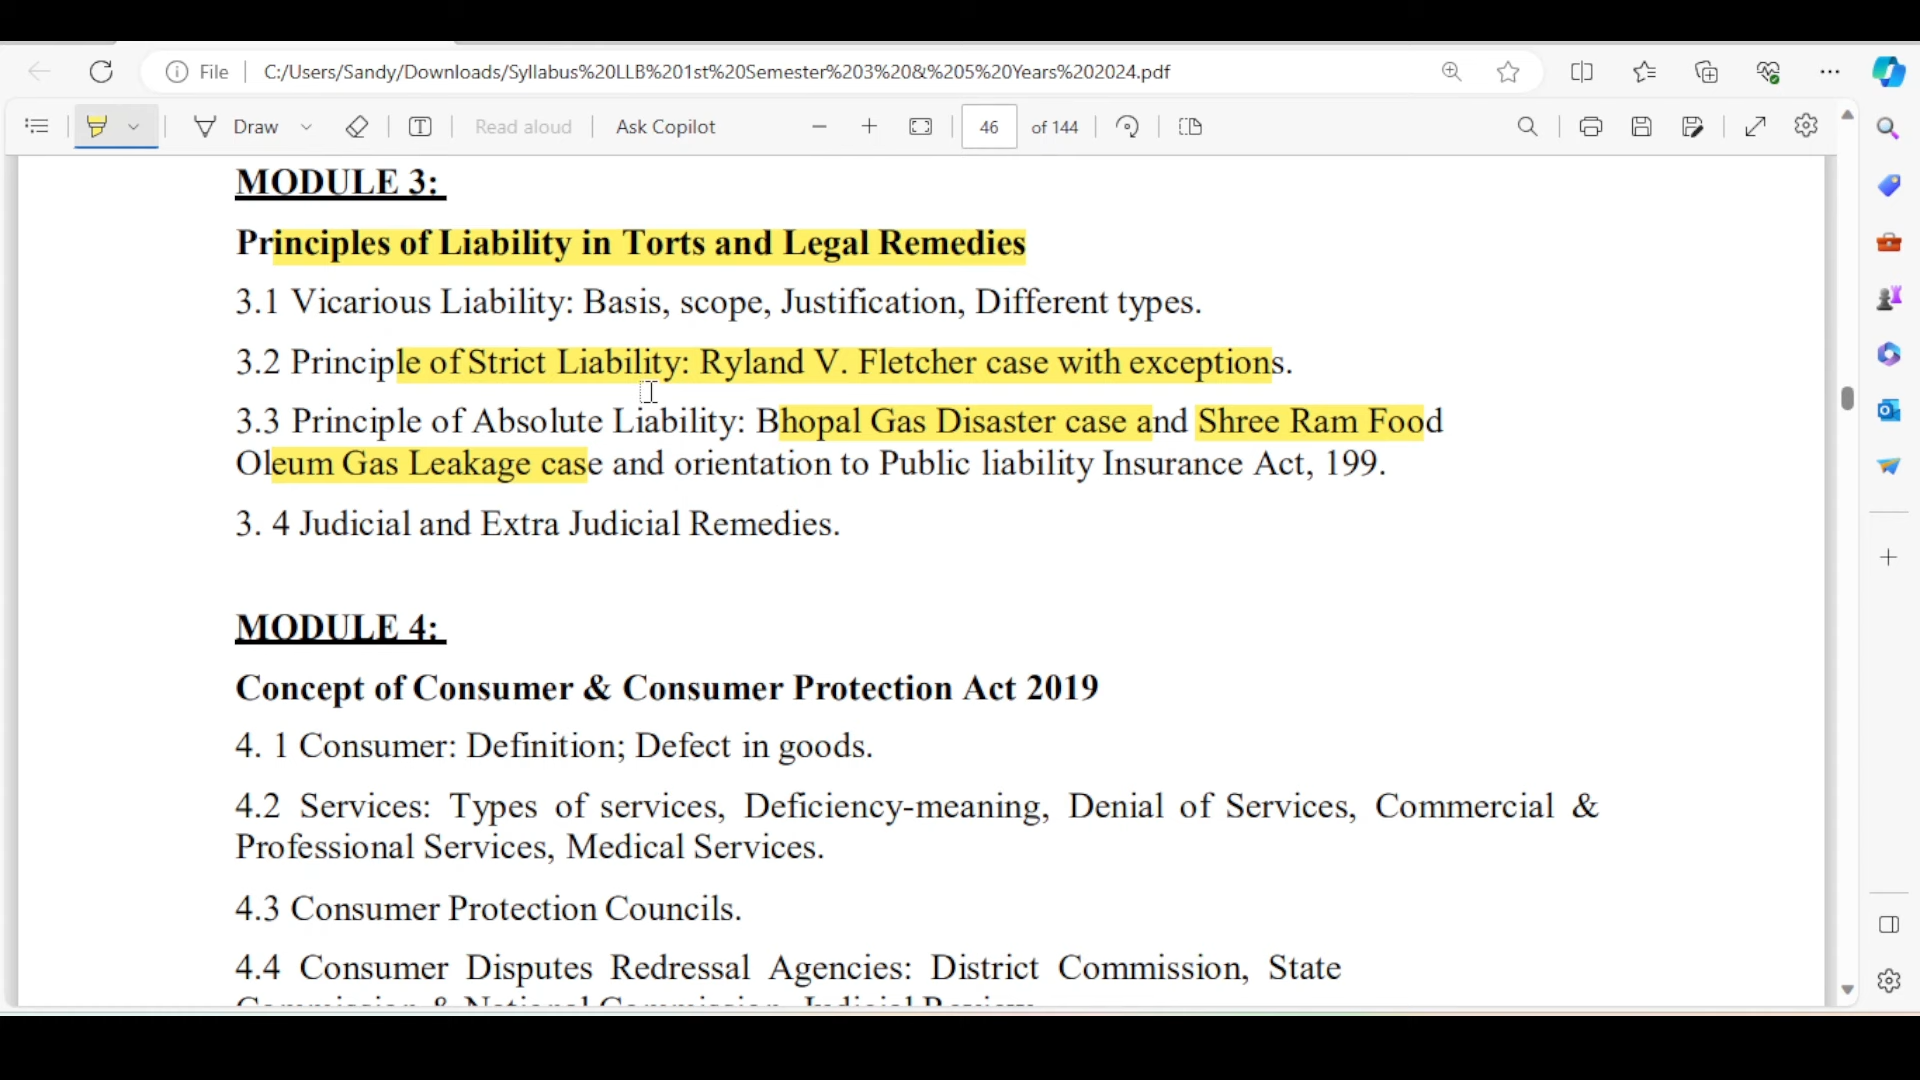 File
C:/Users/Sandy/Downloads/Syllabus%20LLB%201st%20Semester%203%20&%205%20Years%202024.pdf
Draw
Read aloud
Ask Copilot
46
of 144
MODULE 3:
Principles of Liability in Torts and Legal Remedies
3.1 Vicarious Liability: Basis, scope, Justification, Different types.
3.2 Principle of Strict Liability: Ryland V. Fletcher case with exceptions.
3.3 Principle of Absolute Liability: Bhopal Gas Disaster case and Shree Ram Food
Oleum Gas Leakage case and orientation to Public liability Insurance Act, 199.
3. 4 Judicial and Extra Judicial Remedies.
MODULE 4:
Concept of Consumer & Consumer Protection Act 2019
4. 1 Consumer: Definition; Defect in goods.
4.2 Services: Types of services, Deficiency-meaning, Denial of Services, Commercial &
Professional Services, Medical Services.
4.3 Consumer Protection Councils.
4.4 Consumer Disputes Redressal Agencies: District Commission, State
Commission & National Commission, Judicial Review